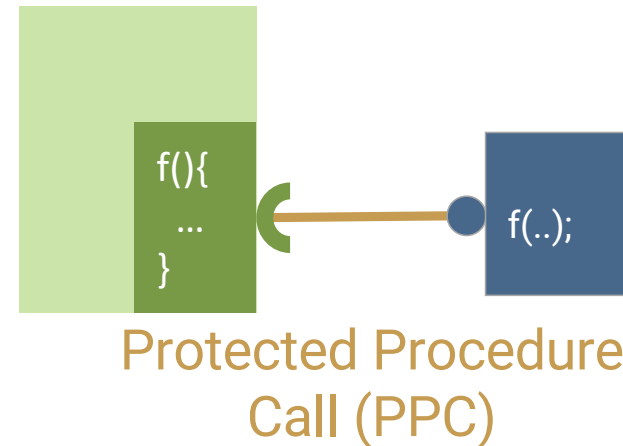 f(){
...
}
f(..);
Protected Procedure
Call (PPC)